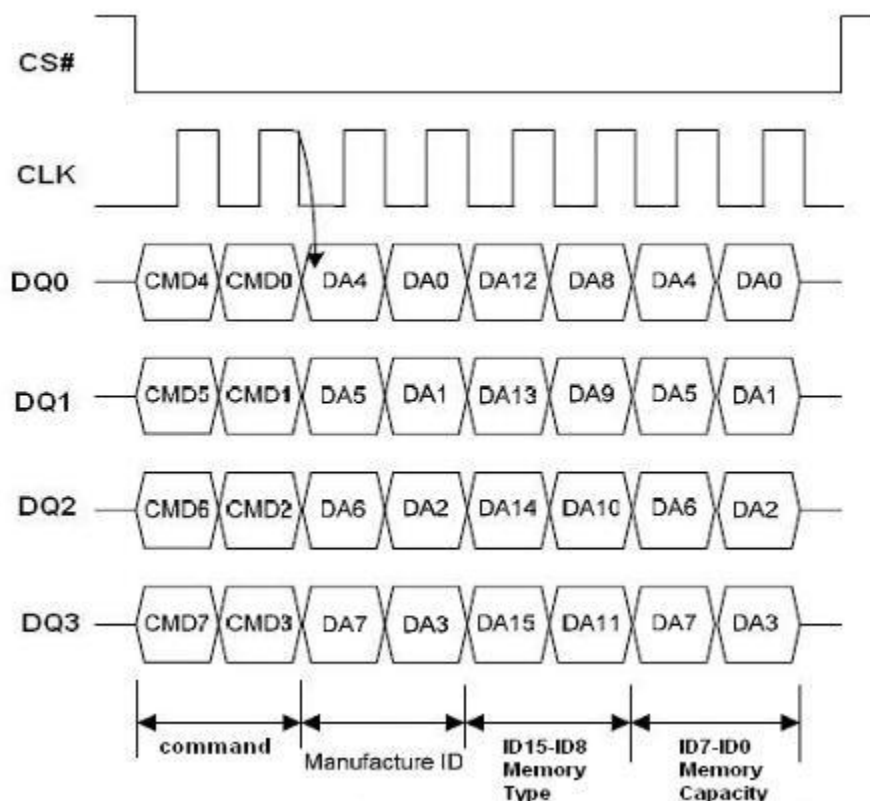 CS#
CLK
DQ0 CMD4 CMD0 DA4 DA0 DA12 DA8 DA4 DA0
DQ1 CMD5 CMD1 DA5 DA1 DA13 DA9 DA5 DA1
DQ2 CMD6 CMD2 DA6 DA2 DA14 DA10 DA6 DA2
DQ3 CMD7 CMD3 DA7 DA3 DA15 DA11 DA7 DA3
command
Manufacture ID
ID15-ID8
Memory
Type
ID7-ID0
Memory
Capacity